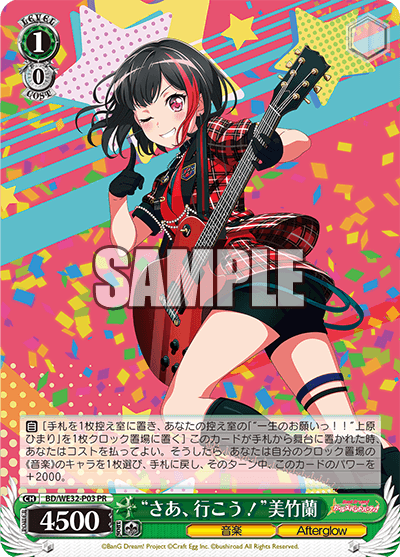 LEVEL
1
0
COST
SAMPLE
自 [手札を1枚控え室に置き、あなたの控え室の「“一生のお願いっ!!”上原
ひまり」を1枚クロック置場に置く] このカードが手札から舞台に置かれた時、
あなたはコストを払ってよい。そうしたら、あなたは自分のクロック置場の
《音楽》のキャラを1枚選び、手札に戻し、そのターン中、このカードのパワーを
+2000。
CH BD/WE32-P03 PR
4500
“さあ、行こう!”美竹蘭
音楽
Afterglow
©BanG Dream! Project ©Craft Egg Inc. ©bushiroad All Rights Reserved.